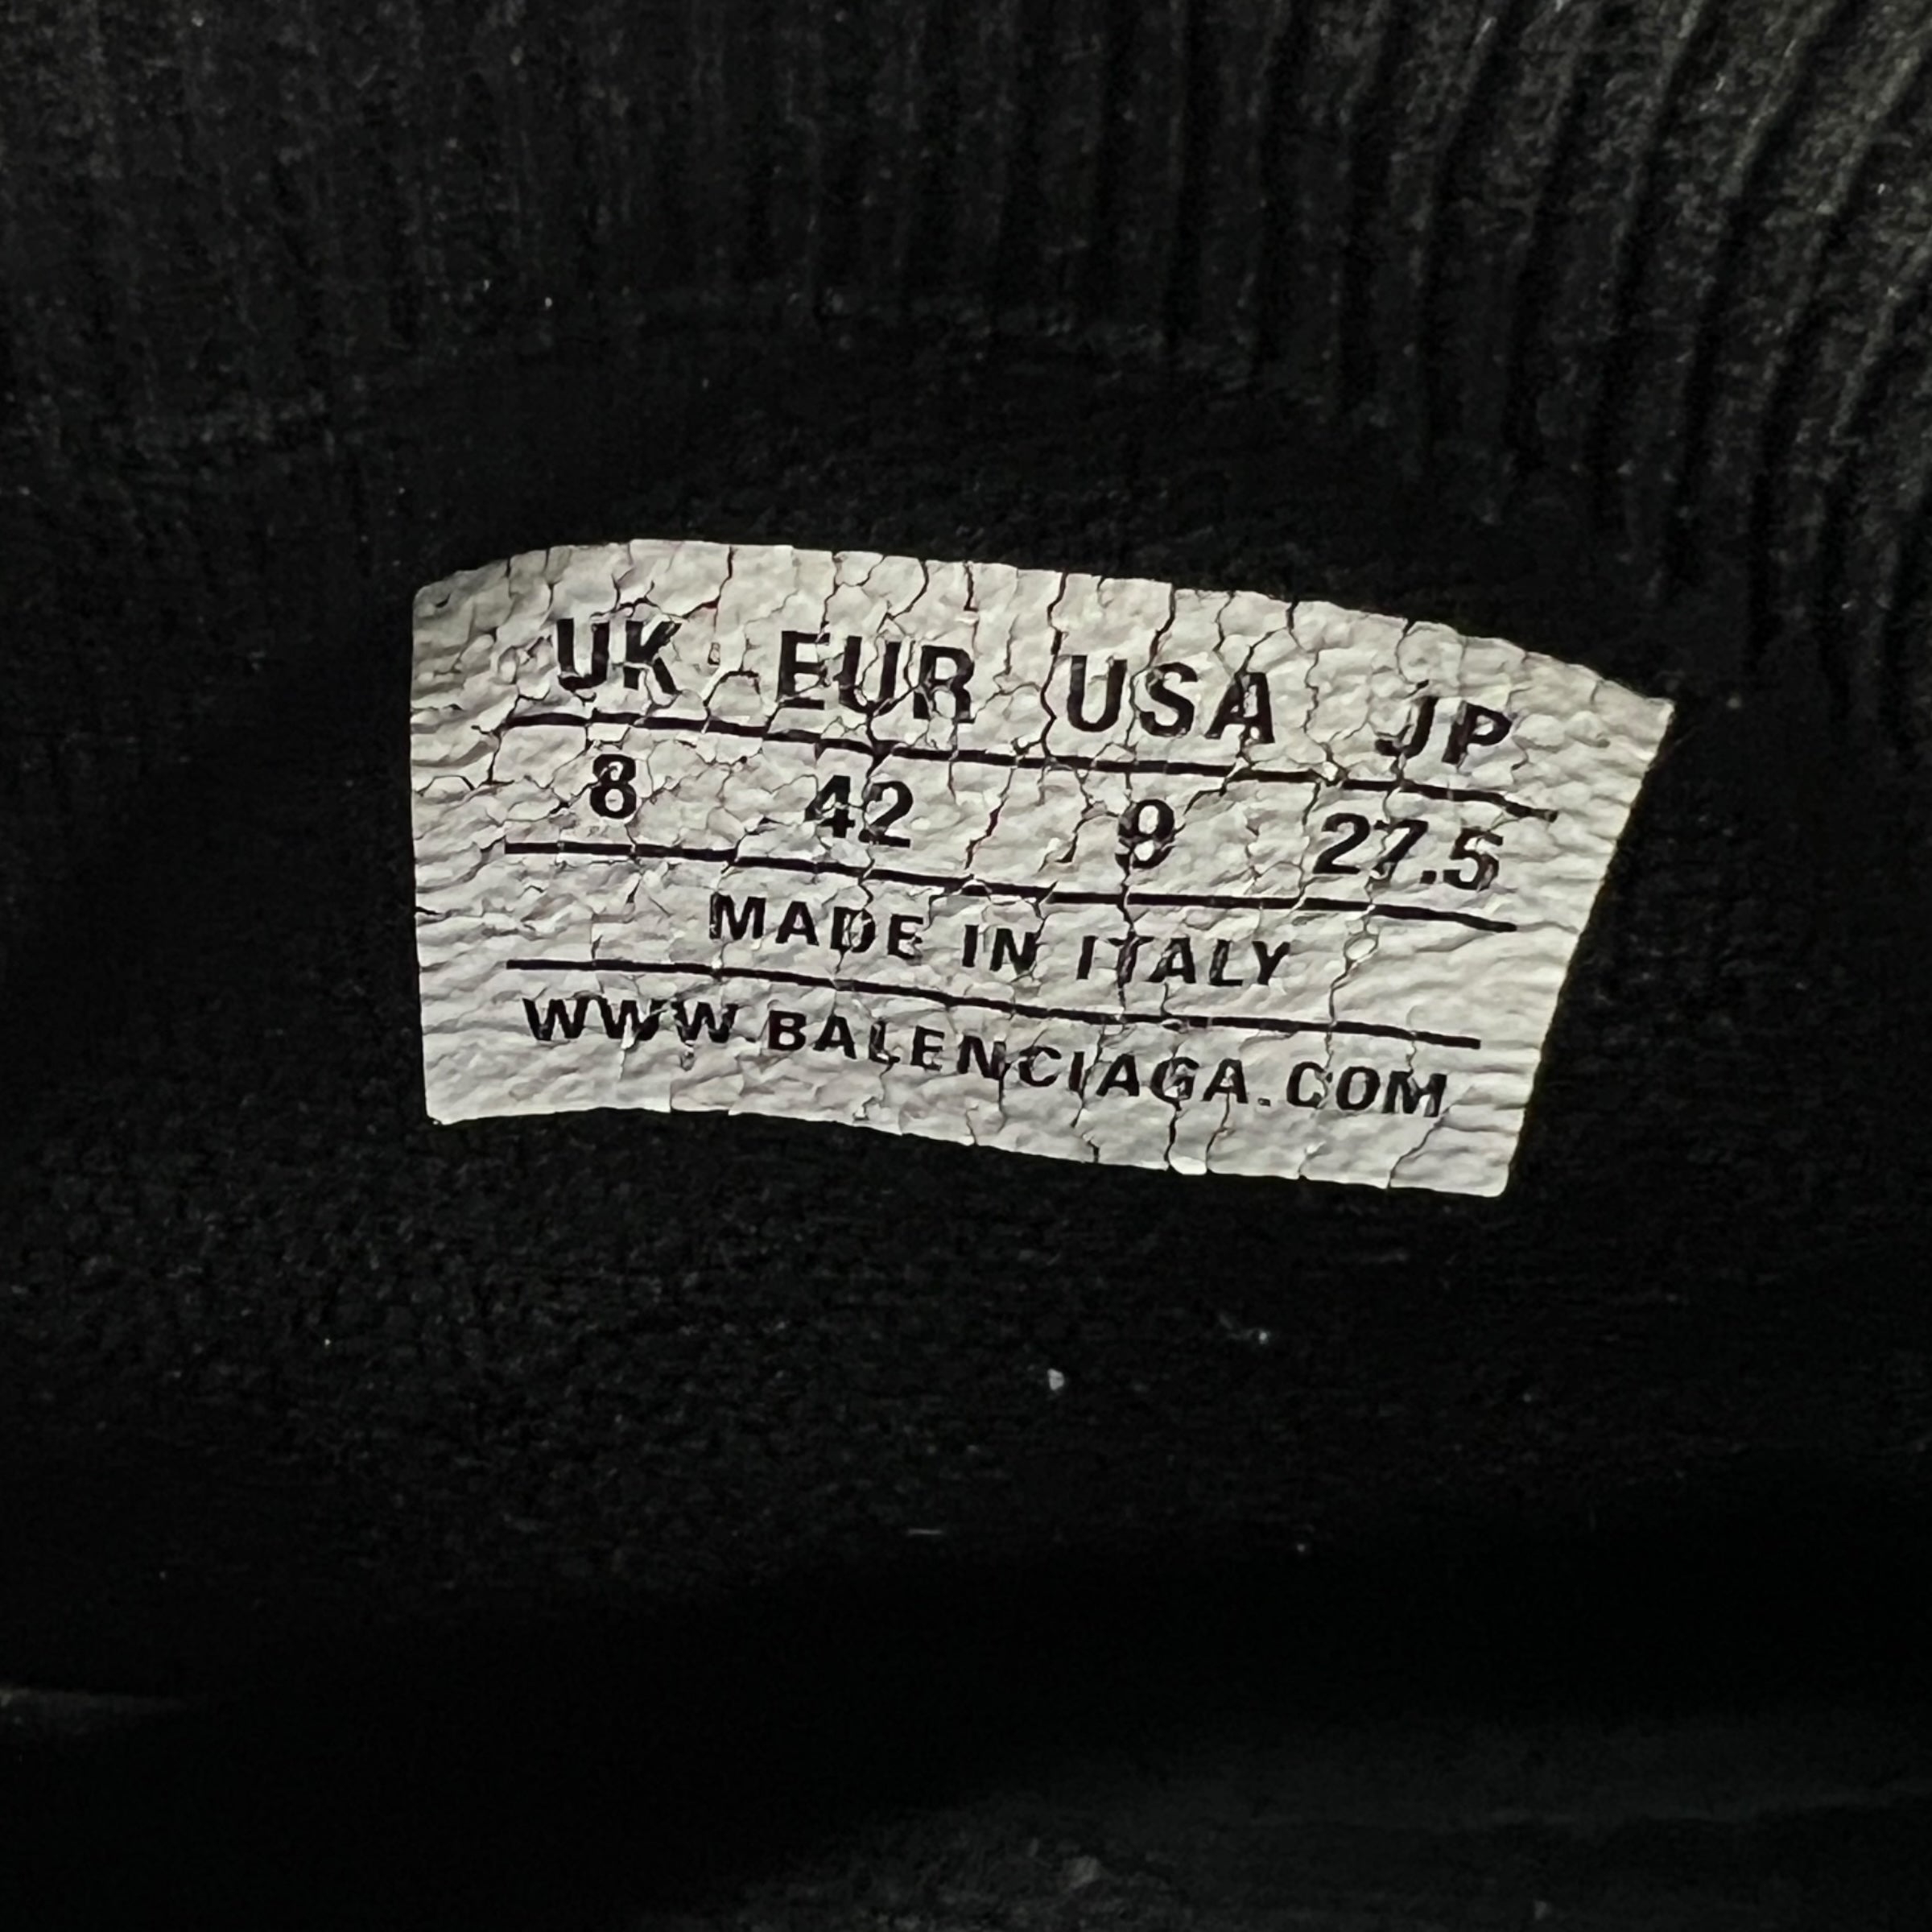 UK EUR USA JP
8 42 9 27.5
MADE IN ITALY
WWW.BALENCIAGA.COM